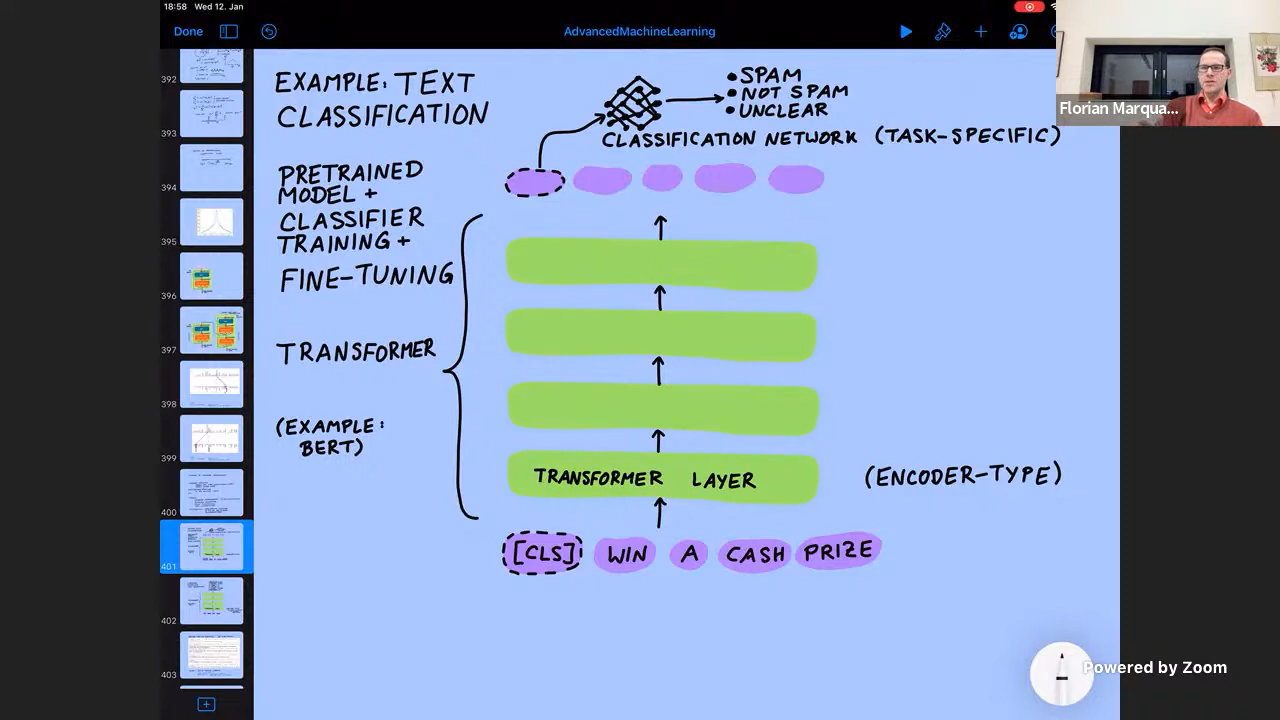 18:58 Wed 12. Jan
Done
AdvancedMachineLearning
392
393
394
395
396
397
398
399
400
401
402
403
EXAMPLE: TEXT
CLASSIFICATION
PRETRAINED
MODEL +
CLASSIFIER
TRAINING +
FINE-TUNING
TRANSFORMER
(EXAMPLE:
BERT)
• SPAM
• NOT SPAM
• UNCLEAR
CLASSIFICATION NETWORK (TASK-SPECIFIC)
TRANSFORMER LAYER
(ENCODER-TYPE)
[CLS] WIN A CASH PRIZE
Florian Marqua...
Powered by Zoom